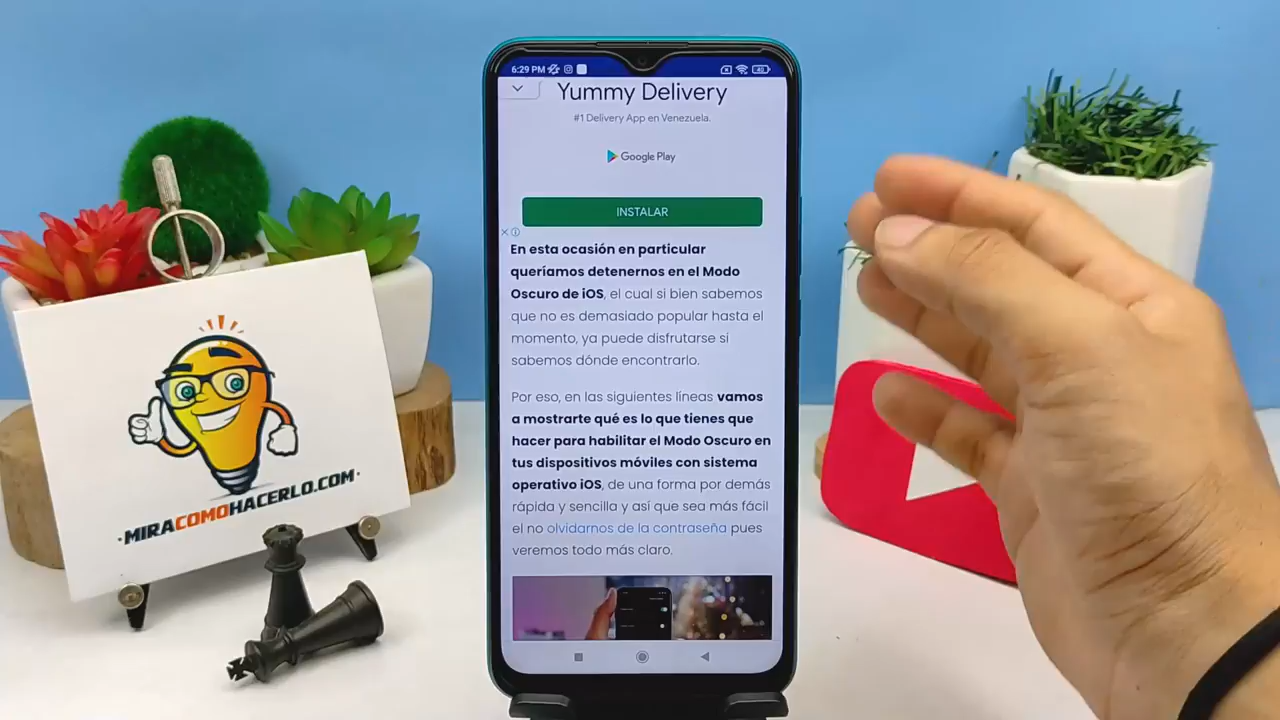 6:29 PM
40
Yummy Delivery
#1 Delivery App en Venezuela.
Google Play
INSTALAR
En esta ocasión en particular
queríamos detenernos en el Modo
Oscuro de iOS, el cual si bien sabemos
que no es demasiado popular hasta el
momento, ya puede disfrutarse si
sabemos dónde encontrarlo.
Por eso, en las siguientes líneas vamos
a mostrarte qué es lo que tienes que
hacer para habilitar el Modo Oscuro en
tus dispositivos móviles con sistema
operativo iOS, de una forma por demás
rápida y sencilla y así que sea más fácil
el no olvidarnos de la contraseña pues
veremos todo más claro.
·MIRACOMOHACERLO.COM·